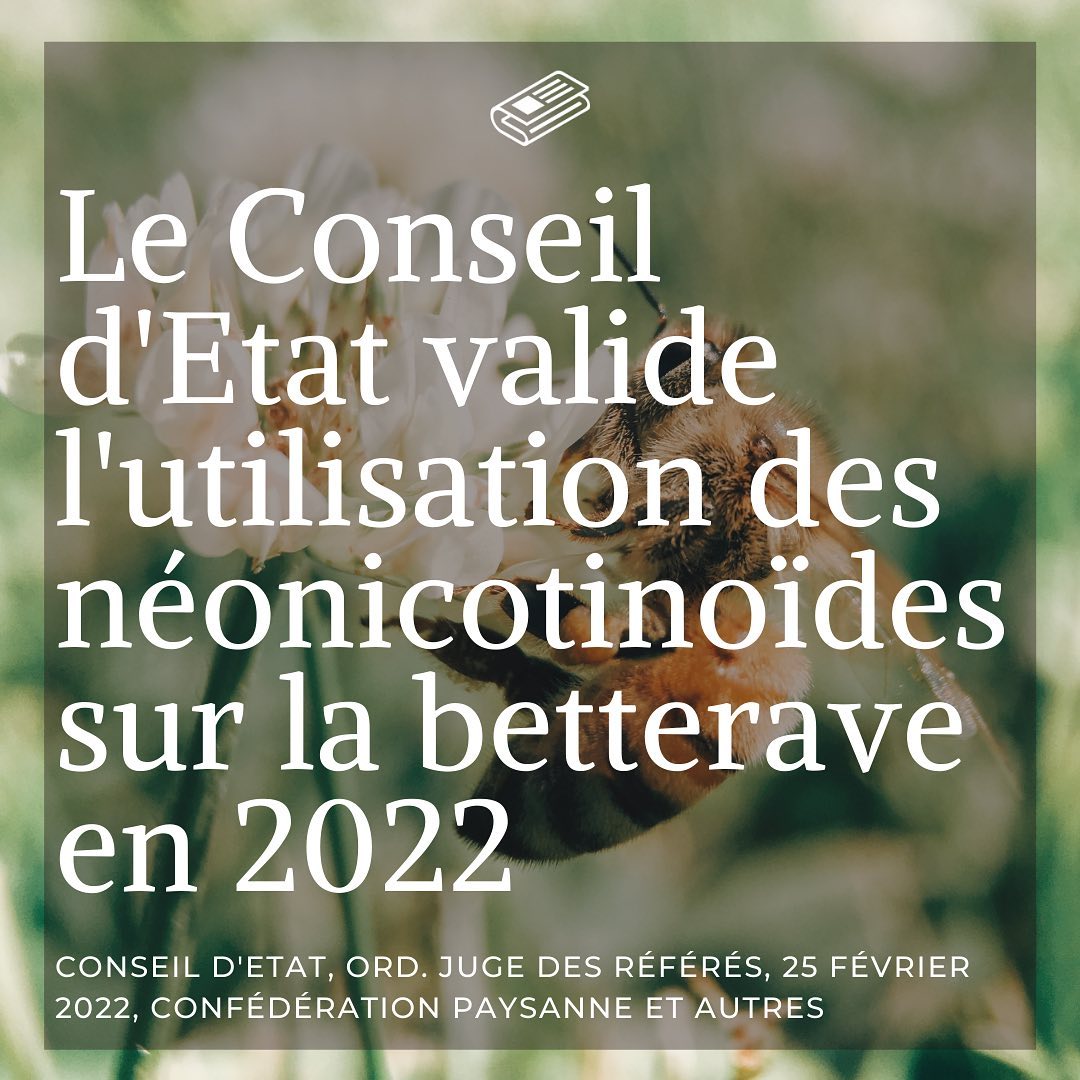 Le Conseil
d'Etat valide
l'utilisation des
néonicotinoïdes
sur la betterave
en 2022
CONSEIL D'ETAT, ORD. JUGE DES RÉFÉRÉS, 25 FÉVRIER
2022, CONFÉDÉRATION PAYSANNE ET AUTRES